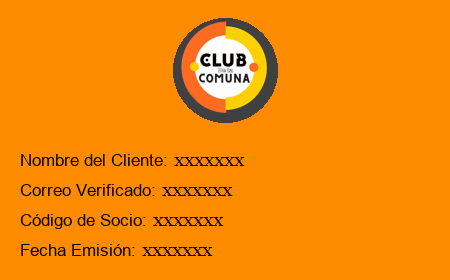 CLUB
COMUNA
Nombre del Cliente: xxxxxxx
Correo Verificado: xxxxxxx
Código de Socio: xxxxxxx
Fecha Emisión: xxxxxxx